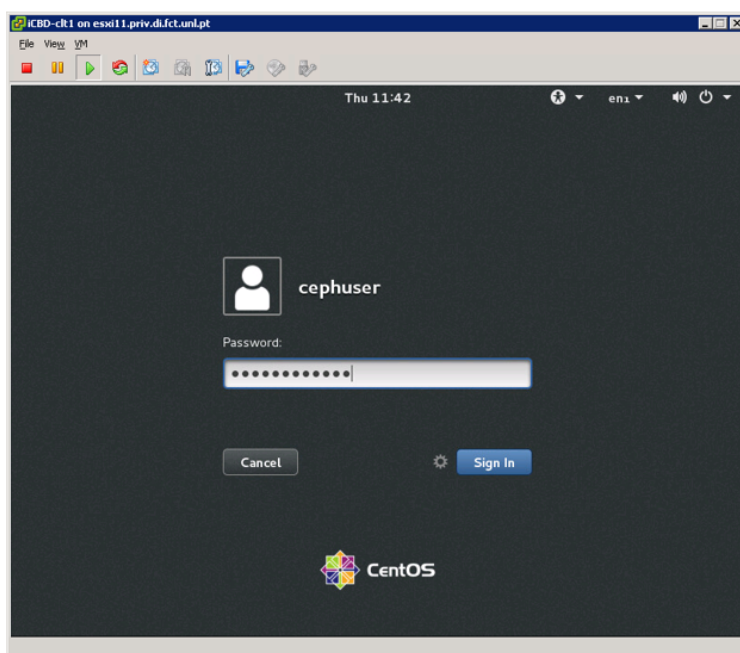 iCBD-clt1 on esxi11.priv.di.fct.unl.pt
File View VM
Thu 11:42 en1
cephuser
Password:
●●●●●●●●●●●●
Cancel Sign In
CentOS